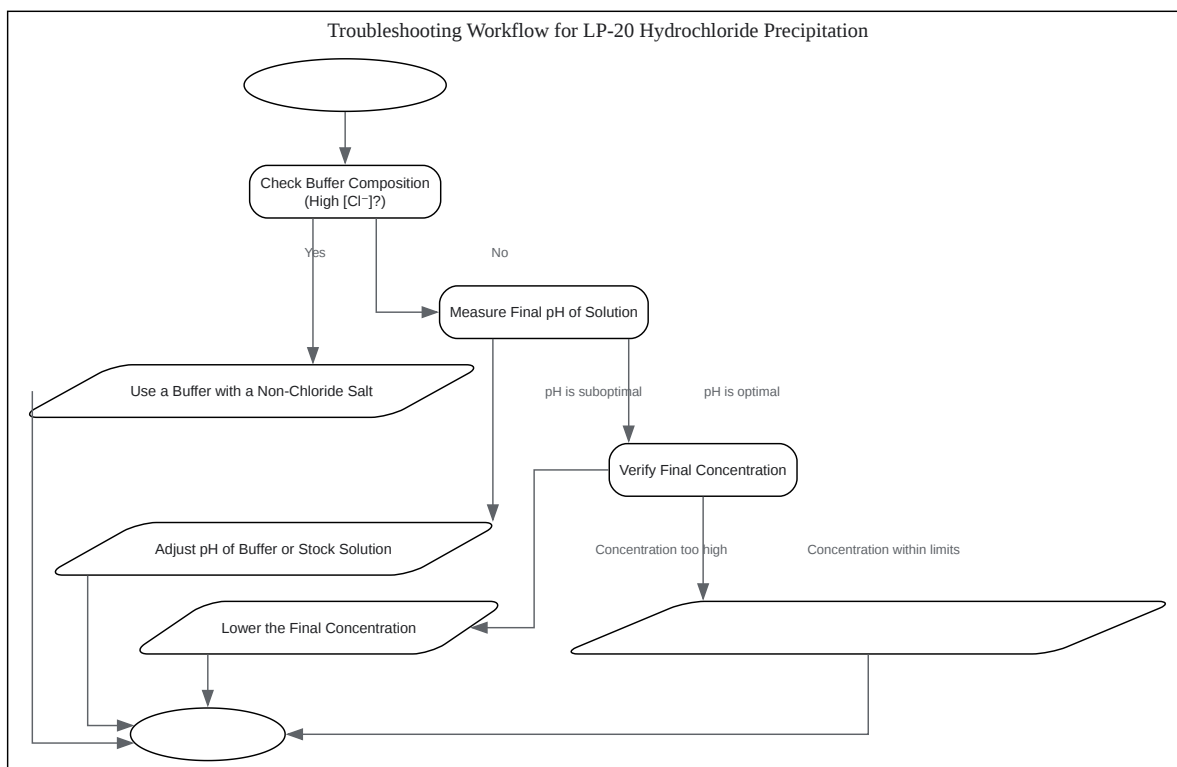 Troubleshooting Workflow for LP-20 Hydrochloride Precipitation
Check Buffer Composition
(High [Cl⁻]?)
Yes
No
Measure Final pH of Solution
Use a Buffer with a Non-Chloride Salt
pH is suboptimal
pH is optimal
Verify Final Concentration
Adjust pH of Buffer or Stock Solution
Concentration too high
Concentration within limits
Lower the Final Concentration